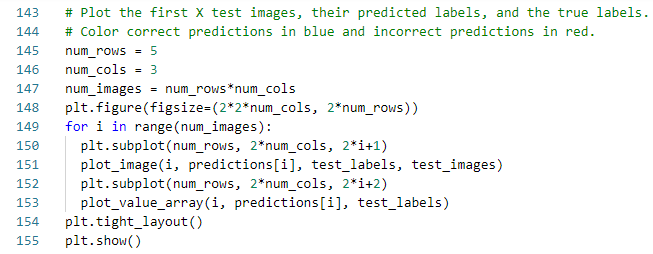 143 # Plot the first X test images, their predicted labels, and the true labels.
144 # Color correct predictions in blue and incorrect predictions in red.
145 num_rows = 5
146 num_cols = 3
147 num_images = num_rows*num_cols
148 plt.figure(figsize=(2*2*num_cols, 2*num_rows))
149 for i in range(num_images):
150   plt.subplot(num_rows, 2*num_cols, 2*i+1)
151   plot_image(i, predictions[i], test_labels, test_images)
152   plt.subplot(num_rows, 2*num_cols, 2*i+2)
153   plot_value_array(i, predictions[i], test_labels)
154 plt.tight_layout()
155 plt.show()